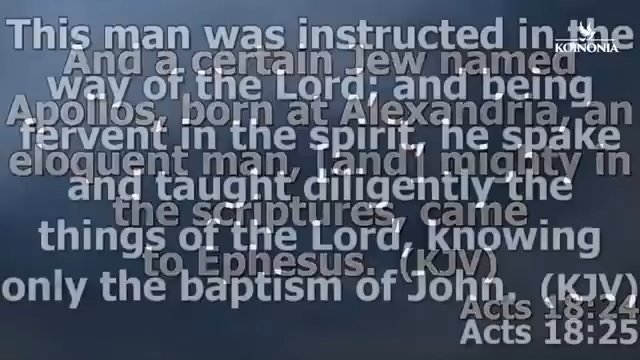 KOINONIA
This man was instructed in the
way of the Lord; and being
fervent in the spirit, he spake
and taught diligently the
things of the Lord, knowing
only the baptism of John. (KJV)
Acts 18:25
And a certain Jew named
Apollos, born at Alexandria, an
eloquent man, [and] mighty in
the scriptures, came
to Ephesus. (KJV)
Acts 18:24